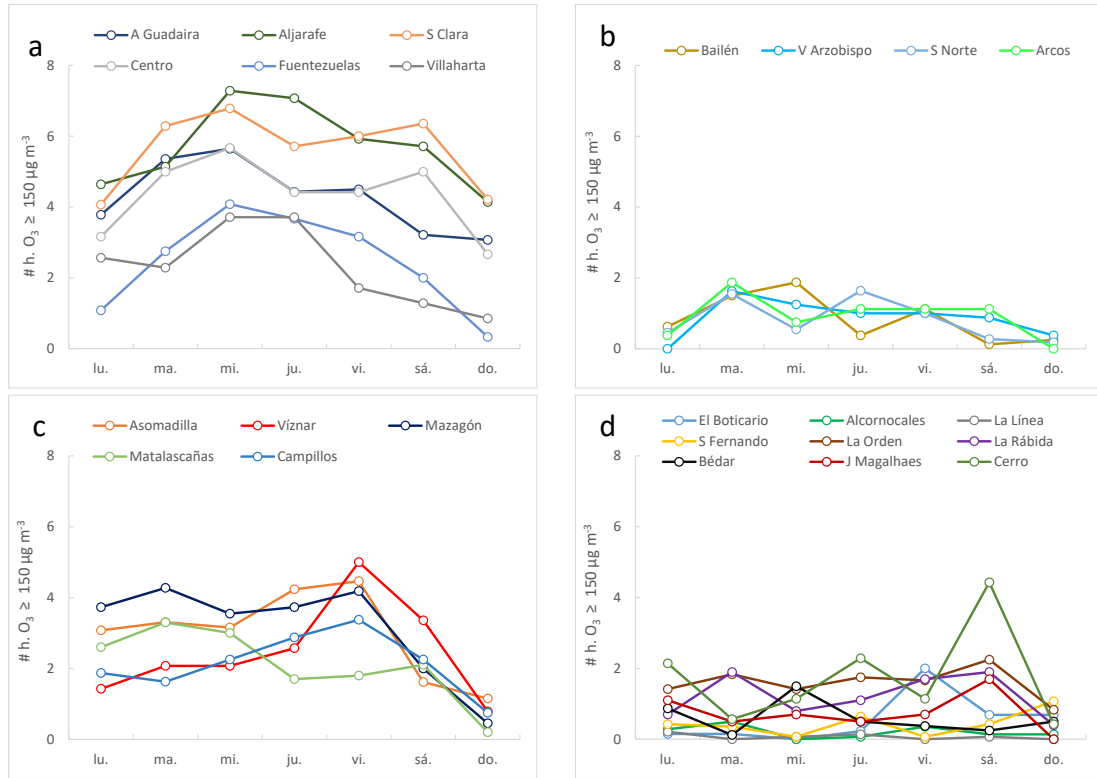 a
A Guadaira Aljarafe S Clara
Centro Fuentezuelas Villaharta
# h. O₃ ≥ 150 µg m⁻³
8
6
4
2
0
lu. ma. mi. ju. vi. sá. do.
b
Bailén V Arzobispo S Norte Arcos
# h. O₃ ≥ 150 µg m⁻³
8
6
4
2
0
lu. ma. mi. ju. vi. sá. do.
c
Asomadilla Víznar Mazagón
Matalascañas Campillos
# h. O₃ ≥ 150 µg m⁻³
8
6
4
2
0
lu. ma. mi. ju. vi. sá. do.
d
El Boticario Alcornocales La Línea
S Fernando La Orden La Rábida
Bédar J Magalhaes Cerro
# h. O₃ ≥ 150 µg m⁻³
8
6
4
2
0
lu. ma. mi. ju. vi. sá. do.